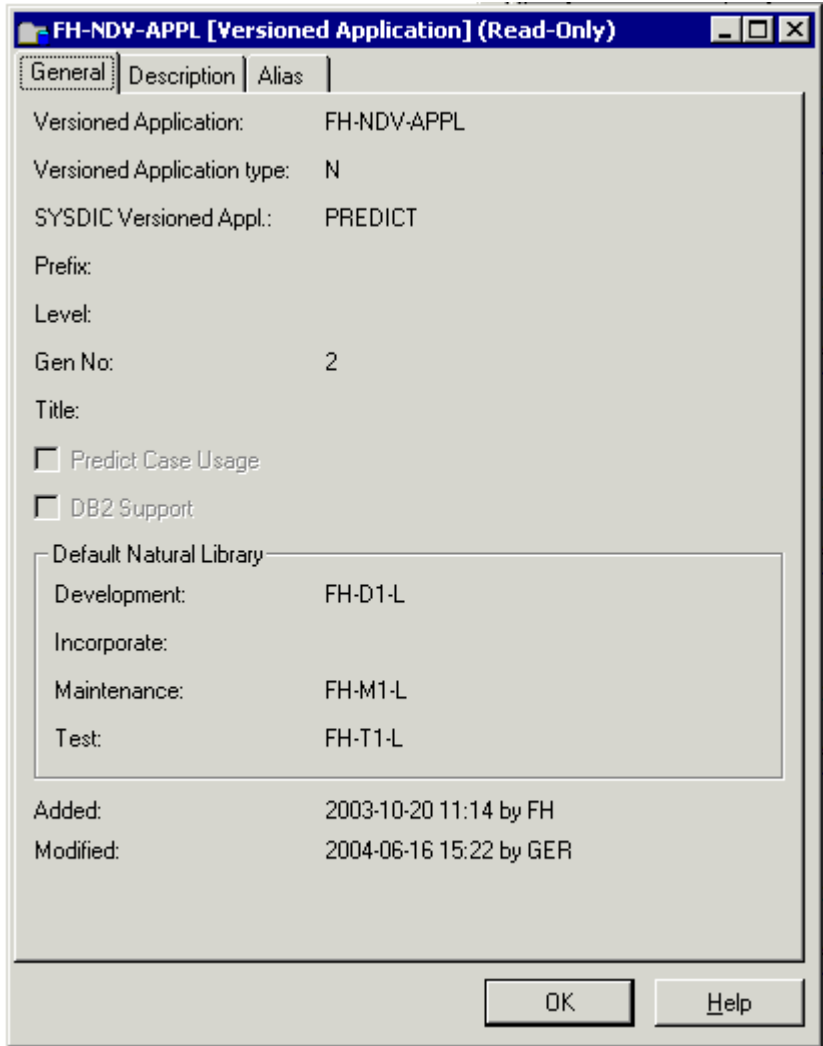 FH-NDV-APPL [Versioned Application] (Read-Only)
General Description Alias
Versioned Application: FH-NDV-APPL
Versioned Application type: N
SYSDIC Versioned Appl.: PREDICT
Prefix:
Level:
Gen No: 2
Title:
Predict Case Usage
DB2 Support
Default Natural Library
Development: FH-D1-L
Incorporate:
Maintenance: FH-M1-L
Test: FH-T1-L
Added: 2003-10-20 11:14 by FH
Modified: 2004-06-16 15:22 by GER
OK Help